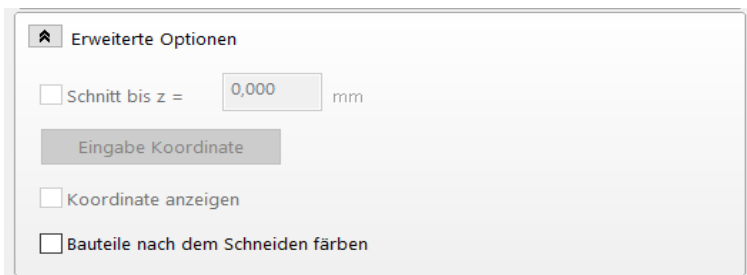 Erweiterte Optionen
Schnitt bis z = 0,000 mm
Eingabe Koordinate
Koordinate anzeigen
Bauteile nach dem Schneiden färben